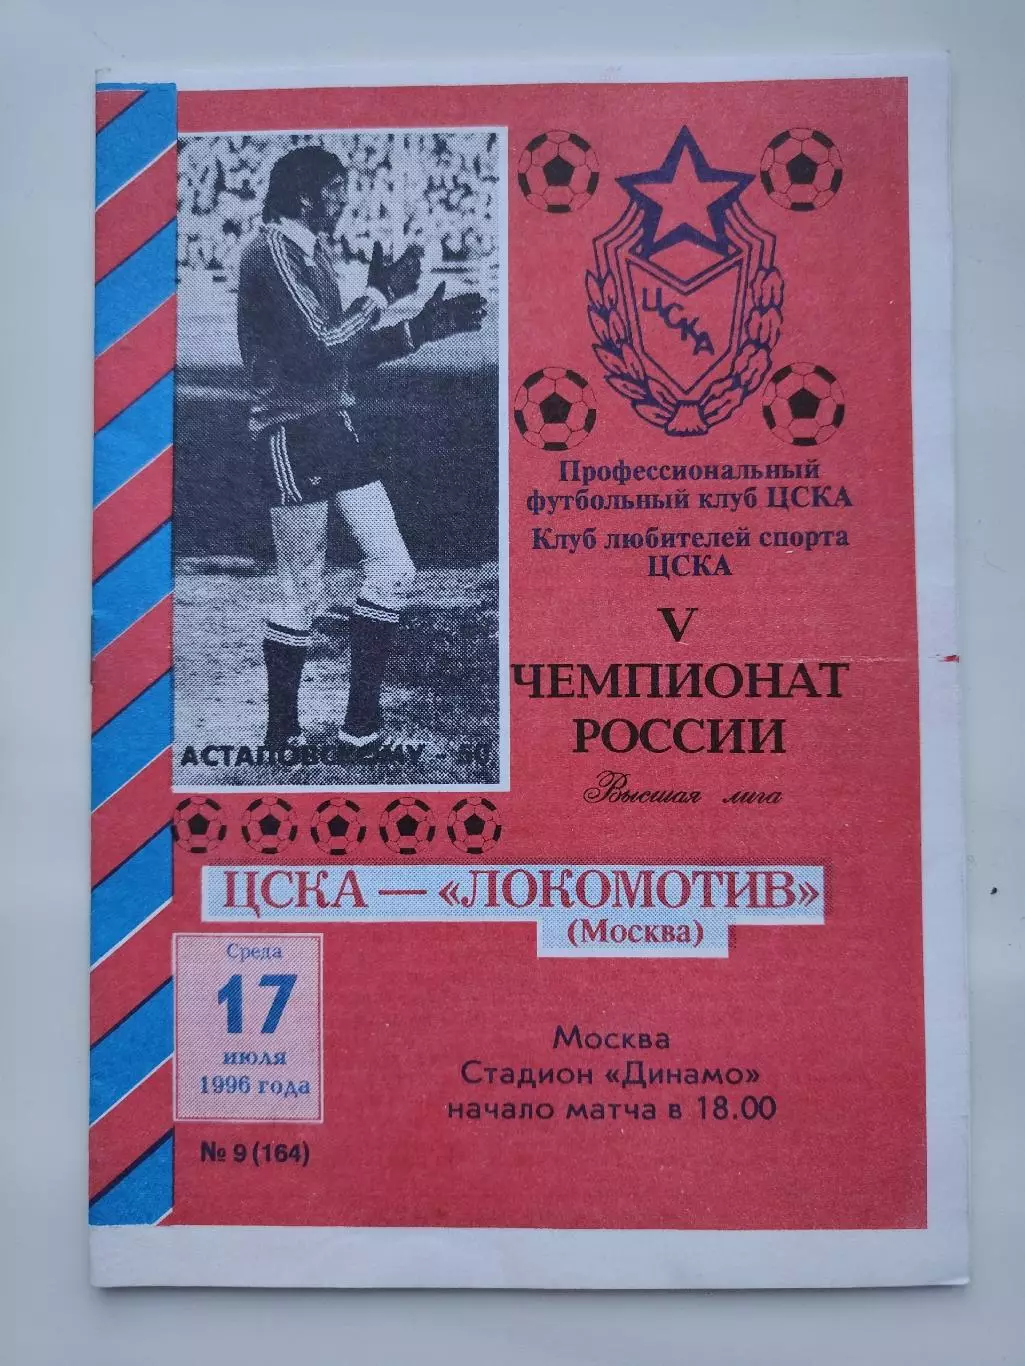 ЦСКА
Профессиональный
футбольный клуб ЦСКА
Клуб любителей спорта
ЦСКА
V
ЧЕМПИОНАТ
РОССИИ
Высшая лига
АСТАПОВСКОМУ - 50
ЦСКА — «ЛОКОМОТИВ»
(Москва)
Среда
17
июля
1996 года
№ 9 (164)
Москва
Стадион «Динамо»
начало матча в 18.00